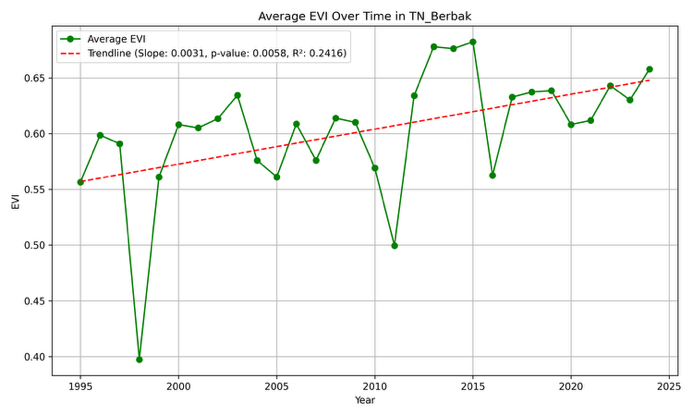 Average EVI Over Time in TN_Berbak
Average EVI
Trendline (Slope: 0.0031, p-value: 0.0058, R²: 0.2416)
EVI
0.65
0.60
0.55
0.50
0.45
0.40
1995 2000 2005 2010 2015 2020 2025
Year